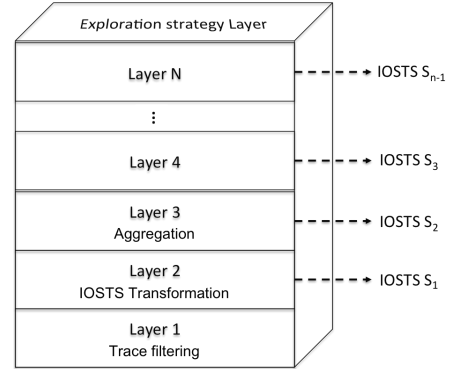 Exploration strategy Layer
Layer N
IOSTS Sn-1
⋮
Layer 4
IOSTS S3
Layer 3
Aggregation
IOSTS S2
Layer 2
IOSTS Transformation
IOSTS S1
Layer 1
Trace filtering